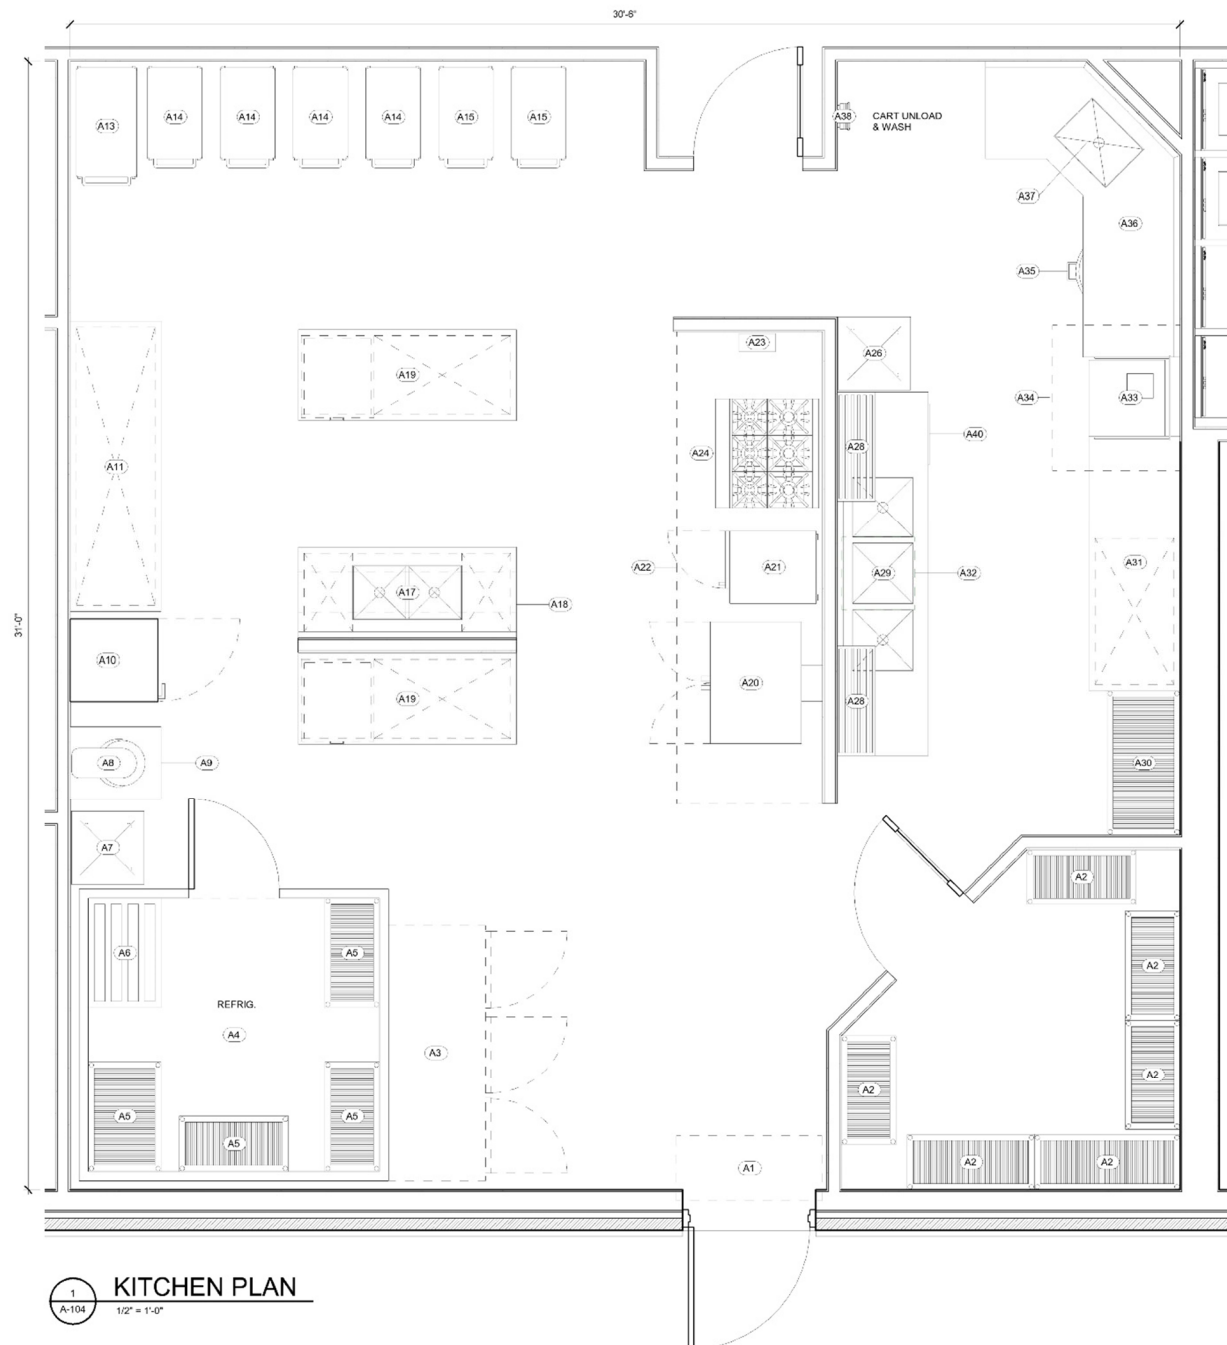 30'-6"
A13
A14
A14
A14
A14
A15
A15
A38
CART UNLOAD
& WASH
A37
A36
A35
A23
A26
A19
A34
A33
A40
A28
A24
A11
31'-0"
A22
A21
A29
A32
A31
A17
A18
A10
A20
A19
A28
A8
A9
A30
A7
A2
A6
A5
A2
REFRIG.
A4
A3
A2
A2
A5
A5
A5
A1
A2
A2
1
A-104
KITCHEN PLAN
1/2" = 1'-0"